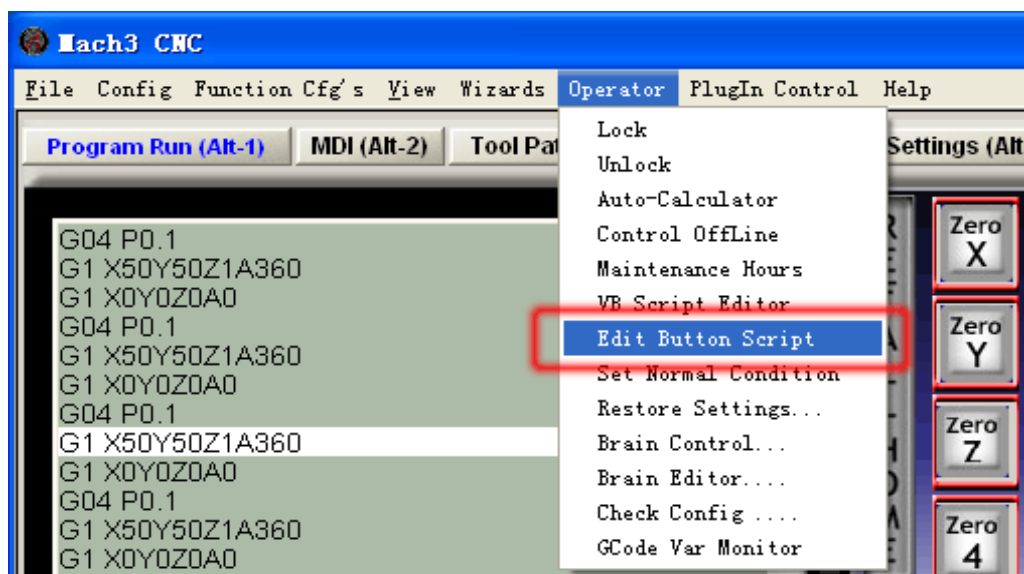 Mach3 CNC
File Config Function Cfg's View Wizards Operator PlugIn Control Help
Program Run (Alt-1) MDI (Alt-2) Tool Pat Settings (Alt
Lock
Unlock
Auto-Calculator
Control OffLine
Maintenance Hours
VB Script Editor
Edit Button Script
Set Normal Condition
Restore Settings...
Brain Control...
Brain Editor....
Check Config ....
GCode Var Monitor
G04 P0.1
G1 X50Y50Z1A360
G1 X0Y0Z0A0
G04 P0.1
G1 X50Y50Z1A360
G1 X0Y0Z0A0
G04 P0.1
G1 X50Y50Z1A360
G1 X0Y0Z0A0
G04 P0.1
G1 X50Y50Z1A360
G1 X0Y0Z0A0
Zero
X
Zero
Y
Zero
Z
Zero
4